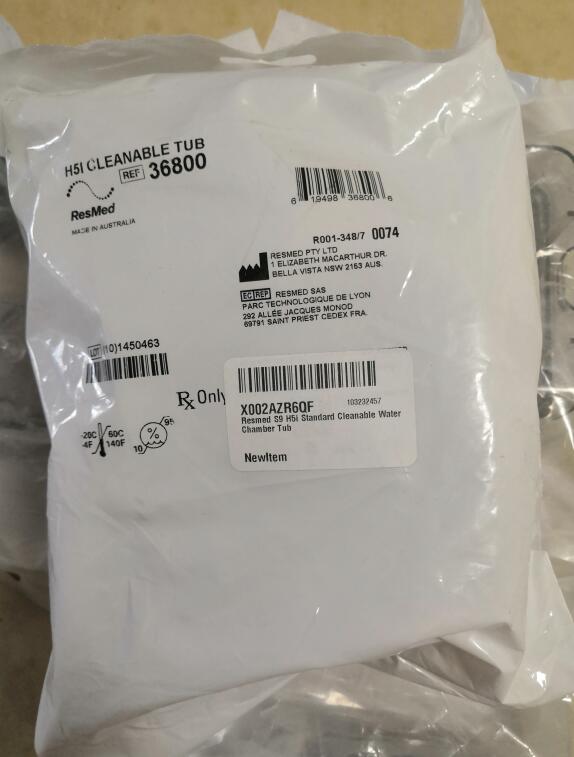 H5I CLEANABLE TUB
REF 36800
ResMed
MADE IN AUSTRALIA
6 19498 36800 6
R001-348/7 0074
RESMED PTY LTD
1 ELIZABETH MACARTHUR DR.
BELLA VISTA NSW 2153 AUS.
EC REP RESMED SAS
PARC TECHNOLOGIQUE DE LYON
292 ALLÉE JACQUES MONOD
69791 SAINT PRIEST CEDEX FRA.
LOT (10)1450463
Rx Only
-20C 60C
-4F 140F
% 95
10
X002AZR6QF 103232457
Resmed S9 H5i Standard Cleanable Water
Chamber Tub
NewItem